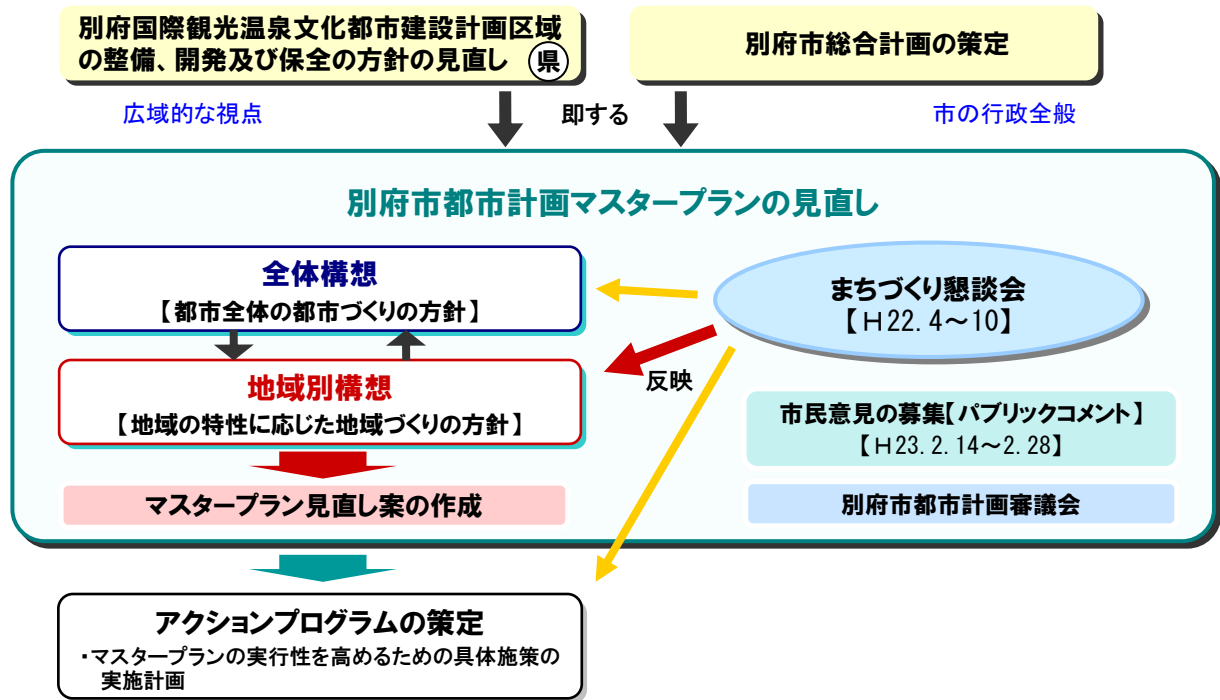 別府国際観光温泉文化都市建設計画区域
の整備、開発及び保全の方針の見直し 県
別府市総合計画の策定
広域的な視点
即する
市の行政全般
別府市都市計画マスタープランの見直し
全体構想
【都市全体の都市づくりの方針】
まちづくり懇談会
【H22.4～10】
反映
地域別構想
【地域の特性に応じた地域づくりの方針】
市民意見の募集【パブリックコメント】
【H23.2.14～2.28】
マスタープラン見直し案の作成
別府市都市計画審議会
アクションプログラムの策定
・マスタープランの実行性を高めるための具体施策の
実施計画